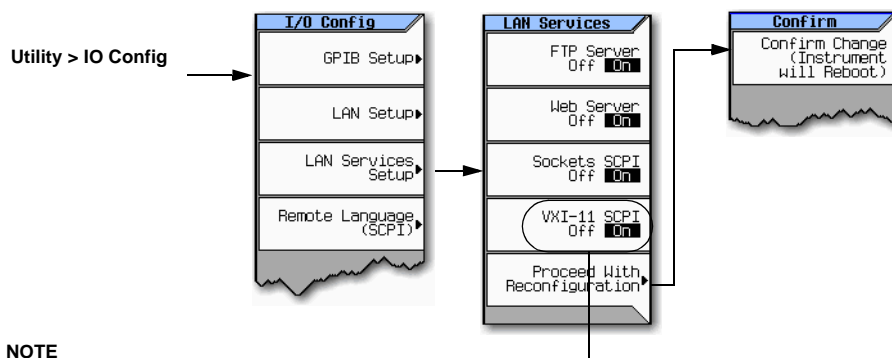 Utility > IO Config
I/O Config
GPIB Setup
LAN Setup
LAN Services
Setup
Remote Language
(SCPI)
LAN Services
FTP Server
Off On
Web Server
Off On
Sockets SCPI
Off On
VXI-11 SCPI
Off On
Proceed With
Reconfiguration
Confirm
Confirm Change
(Instrument
will Reboot)
NOTE